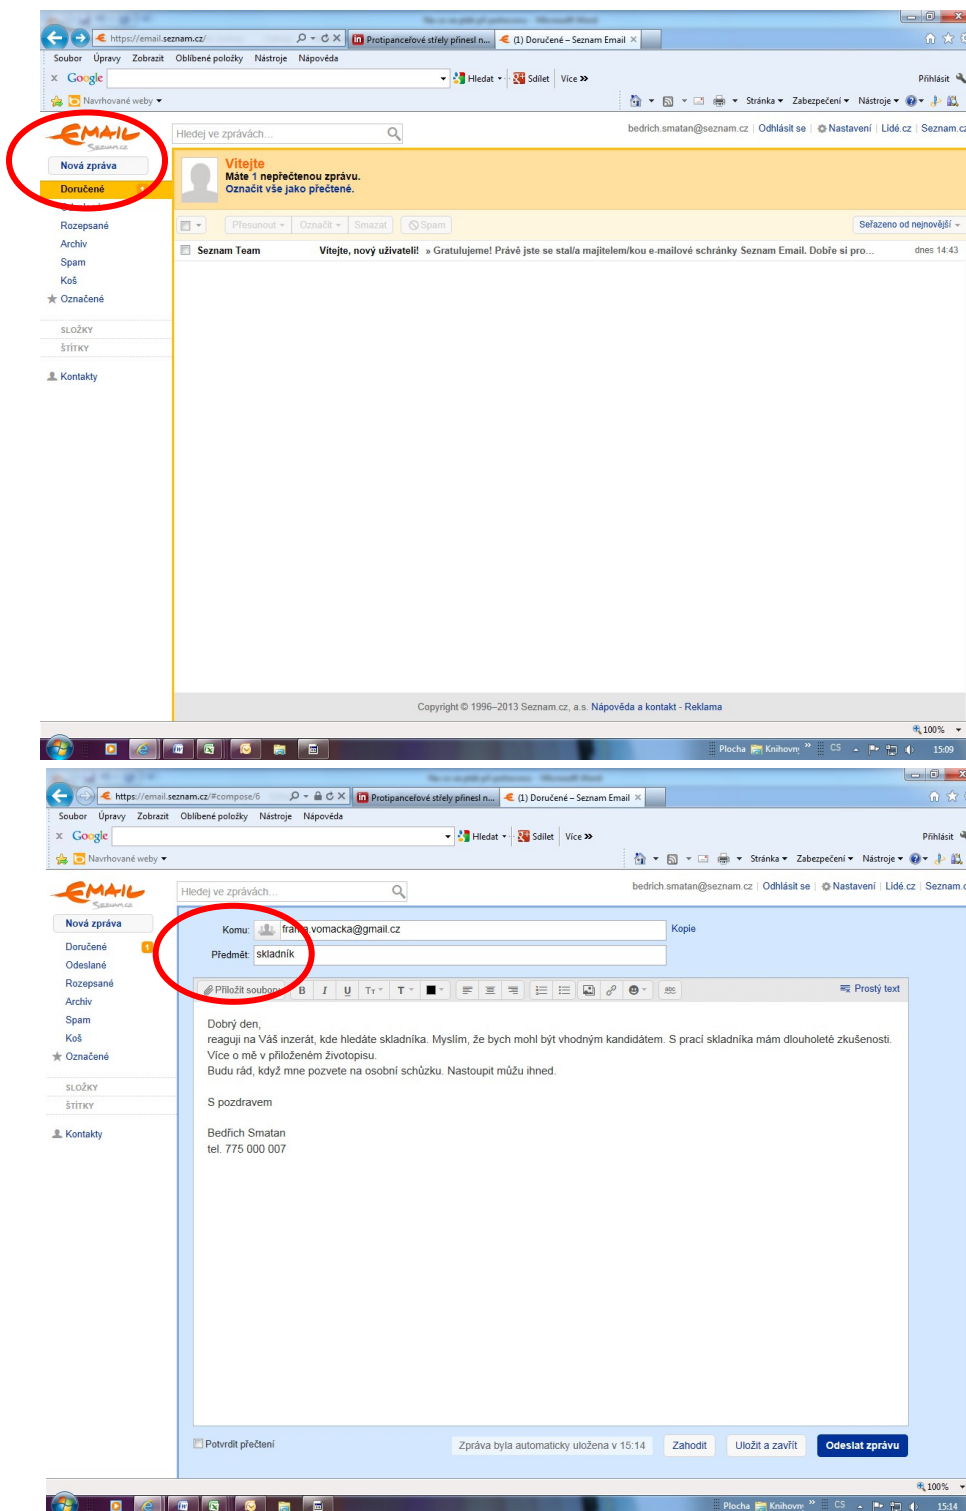 https://email.seznam.cz/
Protipanceřové střely přinesl n...
(1) Doručené – Seznam Email
Soubor Úpravy Zobrazit Oblíbené položky Nástroje Nápověda
x Google Hledat Sdílet Více » Přihlásit
Navrhované weby Stránka Zabezpečení Nástroje
EMAIL
Seznam.cz
Hledej ve zprávách...
bedrich.smatan@seznam.cz | Odhlásit se | Nastavení | Lidé.cz | Seznam.cz
Nová zpráva
Vítejte
Máte 1 nepřečtenou zprávu.
Označit vše jako přečtené.
Doručené
Rozepsané
Archiv
Spam
Koš
Označené
SLOŽKY
ŠTÍTKY
Kontakty
Přesunout Označit Smazat Spam Seřazeno od nejnovější
Seznam Team Vítejte, nový uživateli! » Gratulujeme! Právě jste se stal/a majitelem/kou e-mailové schránky Seznam Email. Dobře si pro... dnes 14:43
Copyright © 1996–2013 Seznam.cz, a.s. Nápověda a kontakt - Reklama
100%
Plocha Knihovny » CS 15:09
https://email.seznam.cz/#compose/6
Protipanceřové střely přinesl n...
(1) Doručené – Seznam Email
Soubor Úpravy Zobrazit Oblíbené položky Nástroje Nápověda
x Google Hledat Sdílet Více » Přihlásit
Navrhované weby Stránka Zabezpečení Nástroje
EMAIL
Seznam.cz
Hledej ve zprávách...
bedrich.smatan@seznam.cz | Odhlásit se | Nastavení | Lidé.cz | Seznam.c
Nová zpráva
Doručené 1
Odeslané
Rozepsané
Archiv
Spam
Koš
Označené
SLOŽKY
ŠTÍTKY
Kontakty
Komu: vomacka@gmail.cz Kopie
Předmět: skladník
Přiložit soubory B I U TT T ABC Prostý text
Dobrý den,
reaguji na Váš inzerát, kde hledáte skladníka. Myslím, že bych mohl být vhodným kandidátem. S prací skladníka mám dlouholeté zkušenosti.
Více o mě v přiloženém životopisu.
Budu rád, když mne pozvete na osobní schůzku. Nastoupit můžu ihned.
S pozdravem
Bedřich Smatan
tel. 775 000 007
Potvrdit přečtení Zpráva byla automaticky uložena v 15:14 Zahodit Uložit a zavřít Odeslat zprávu
100%
Plocha Knihovny » CS 15:14